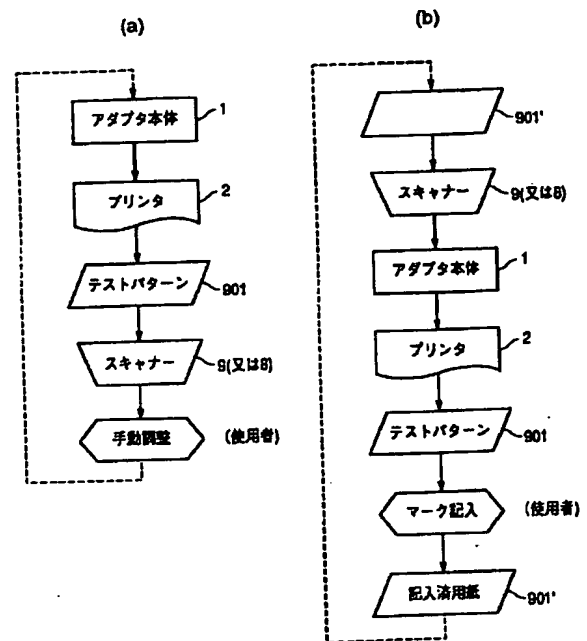 (a)
アダプタ本体
1
プリンタ
2
テストパターン
901
スキャナー
9(又は8)
手動調整
(使用者)
(b)
901'
スキャナー
9(又は8)
アダプタ本体
1
プリンタ
2
テストパターン
901
マーク記入
(使用者)
記入済用紙
901'